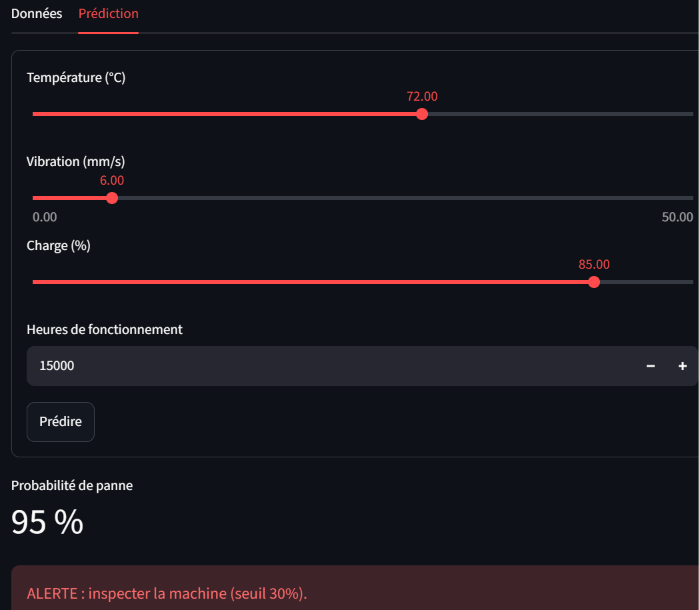 Données Prédiction
Température (°C)
72.00
Vibration (mm/s)
6.00
0.00 50.00
Charge (%)
85.00
Heures de fonctionnement
15000 − +
Prédire
Probabilité de panne
95 %
ALERTE : inspecter la machine (seuil 30%).